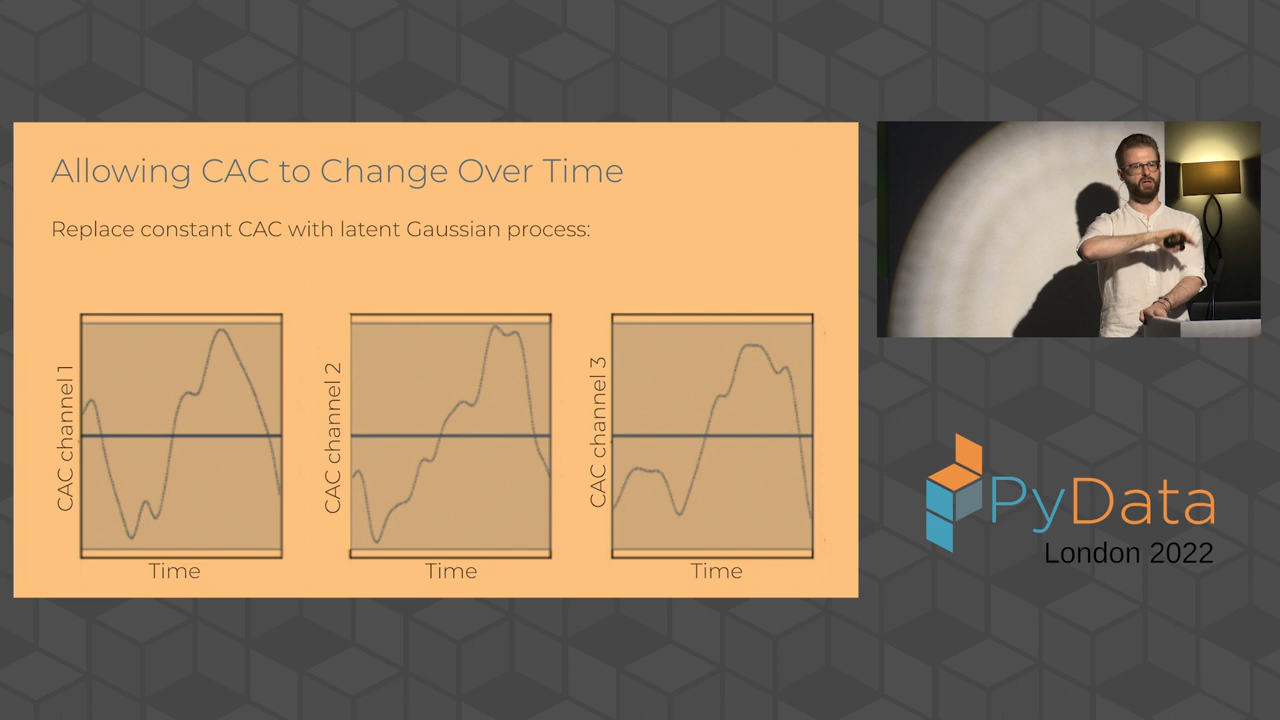 Allowing CAC to Change Over Time
Replace constant CAC with latent Gaussian process:
CAC channel 1
CAC channel 2
CAC channel 3
Time
Time
Time
PyData
London 2022